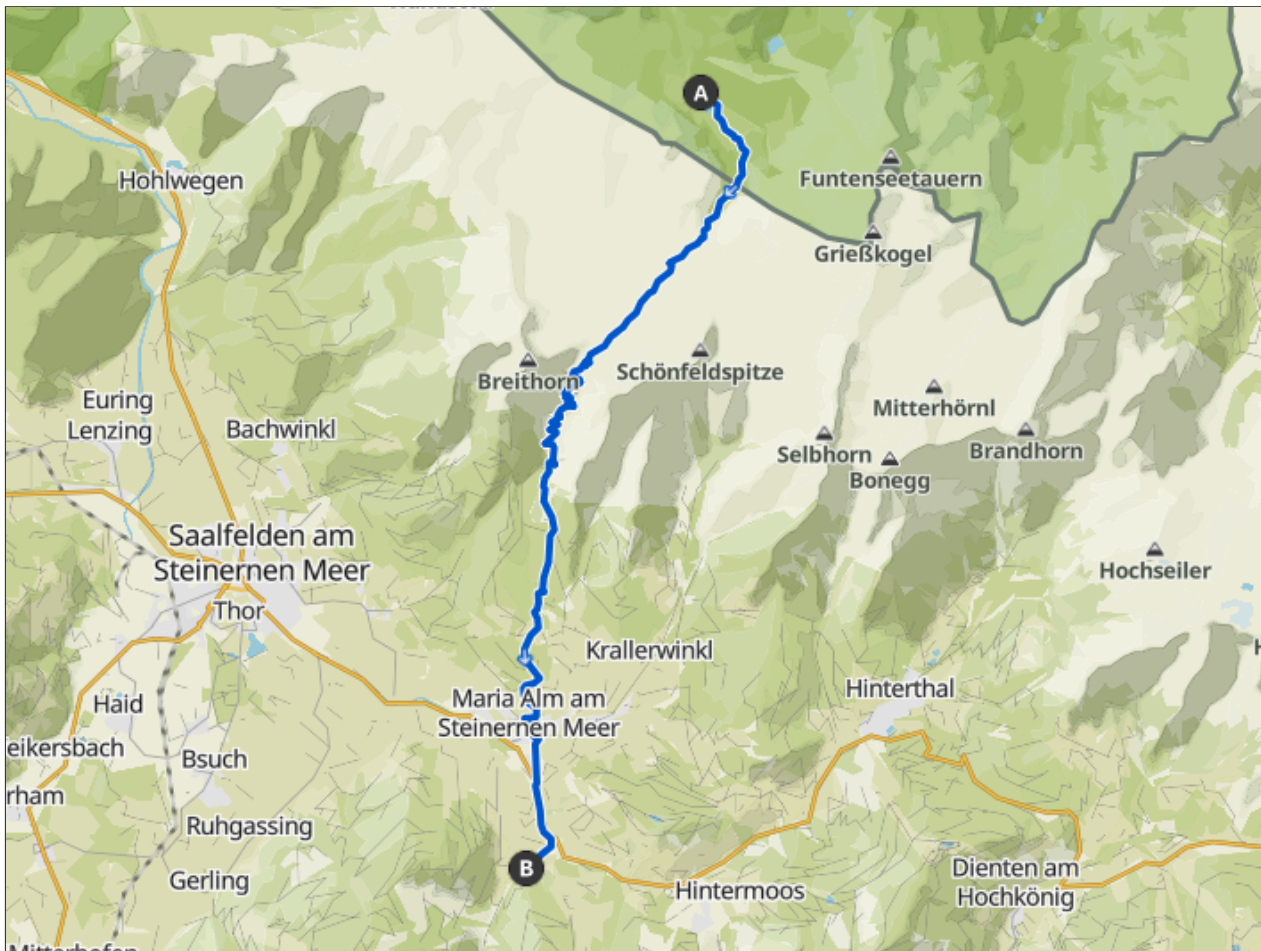 A
Hohlwegen
Funtenseetauern
Grießkogel
Breithorn
Schönfeldspitze
Euring
Lenzing
Bachwinkl
Mitterhörnl
Selbhorn
Brandhorn
Bonegg
Saalfelden am
Steinernen Meer
Hochseiler
Thor
Krallerwinkl
H
Hinterthal
Haid
Maria Alm am
Steinernen Meer
eikersbach
Bsuch
rham
Ruhgassing
B
Gerling
Hintermoos
Dienten am
Hochkönig
Mitterhofen